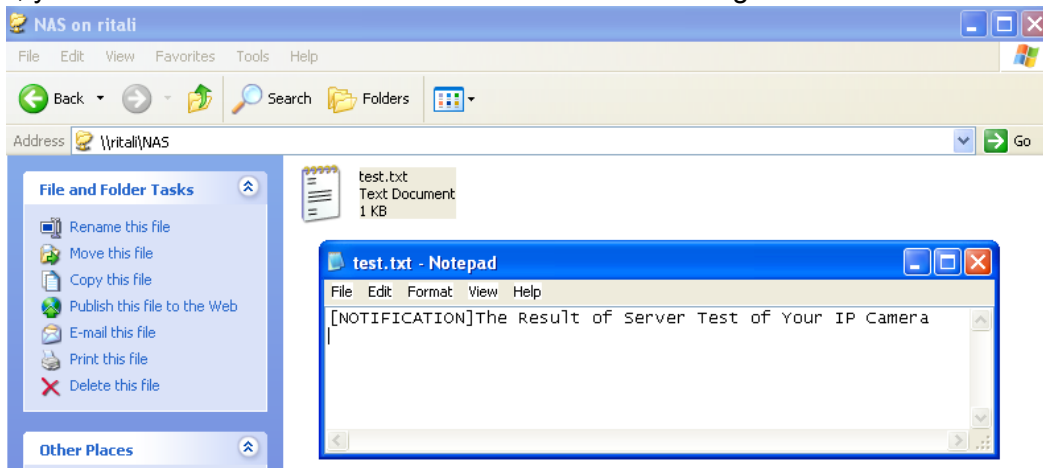 NAS on ritali
File Edit View Favorites Tools Help
Back Search Folders
Address \\ritali\NAS Go
File and Folder Tasks
Rename this file
Move this file
Copy this file
Publish this file to the Web
E-mail this file
Print this file
Delete this file
Other Places
test.txt
Text Document
1 KB
test.txt - Notepad
File Edit Format View Help
[NOTIFICATION]The Result of Server Test of Your IP Camera